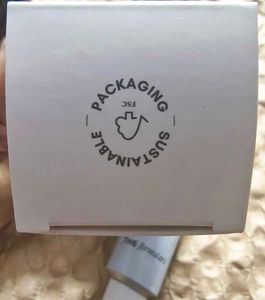 PACKAGING
FSC
SUSTAINABLE
THE formulary